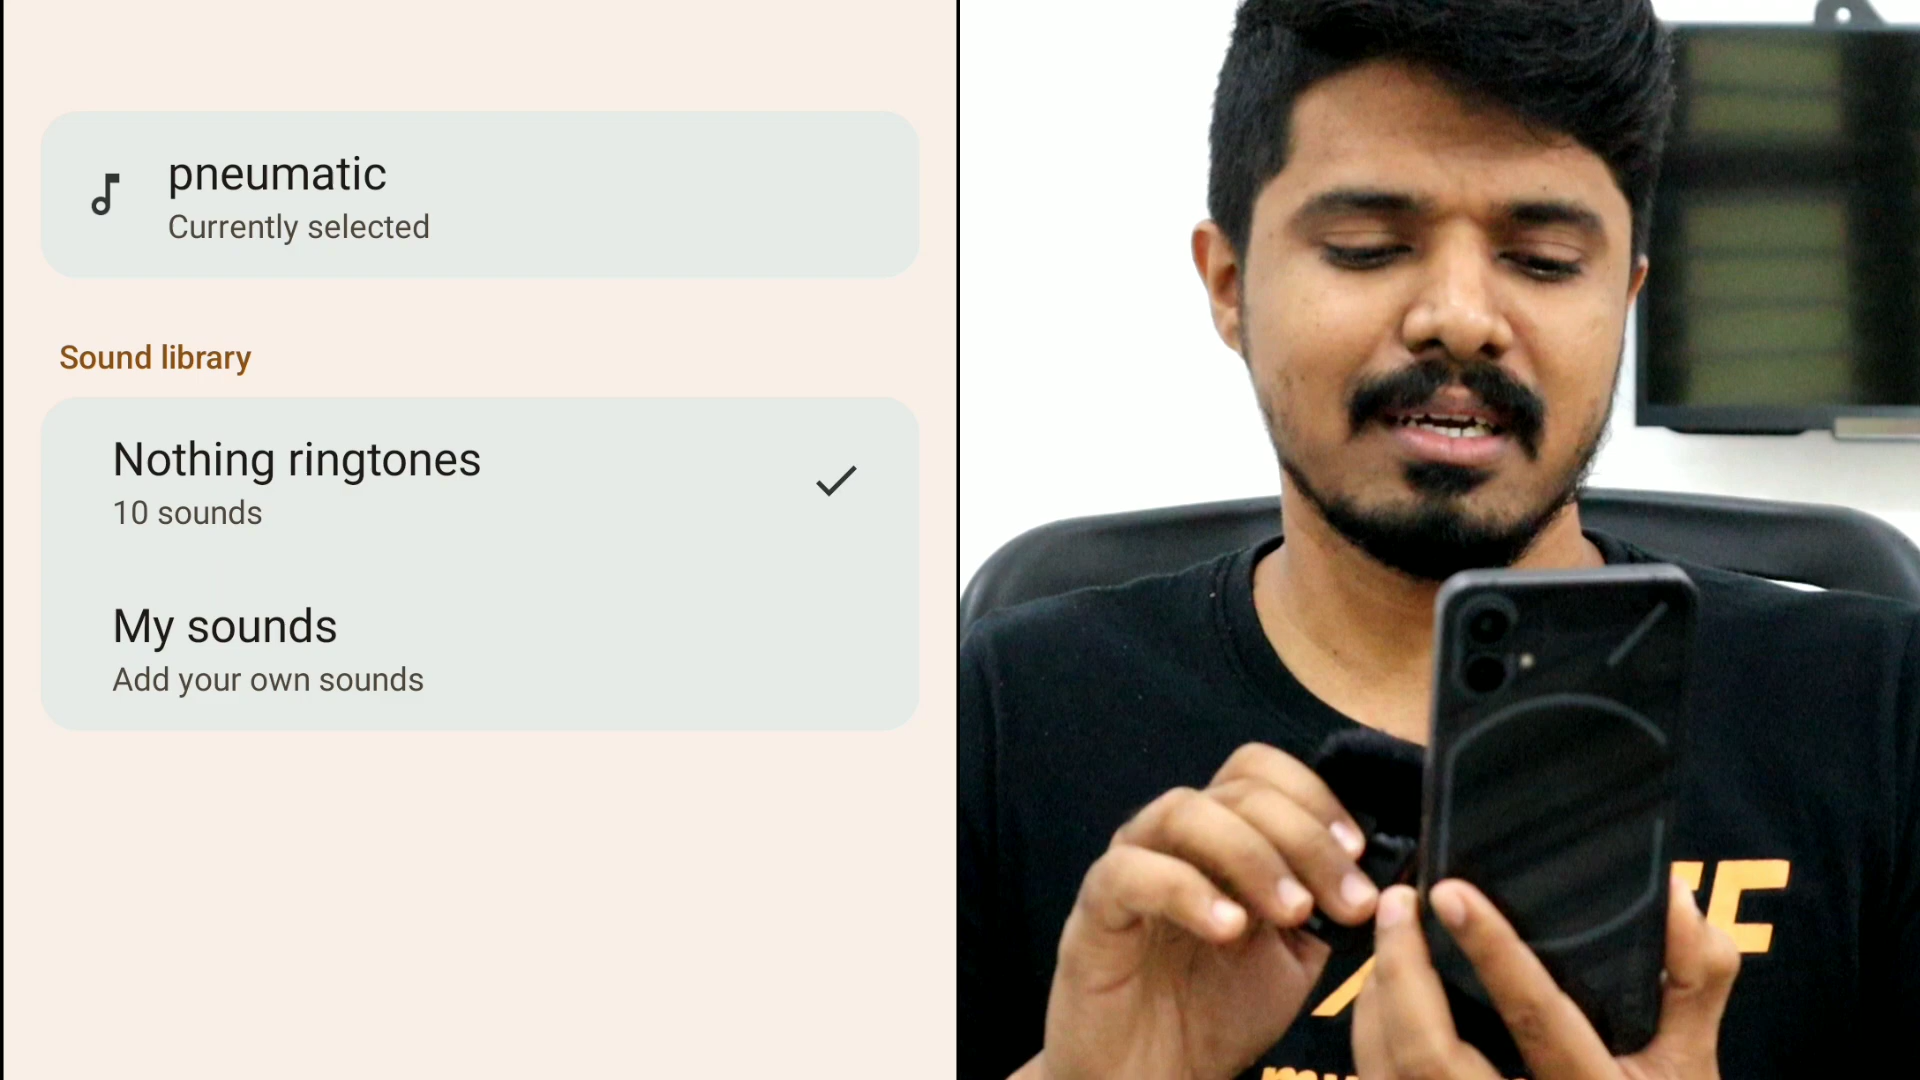 pneumatic
Currently selected
Sound library
Nothing ringtones
10 sounds
My sounds
Add your own sounds